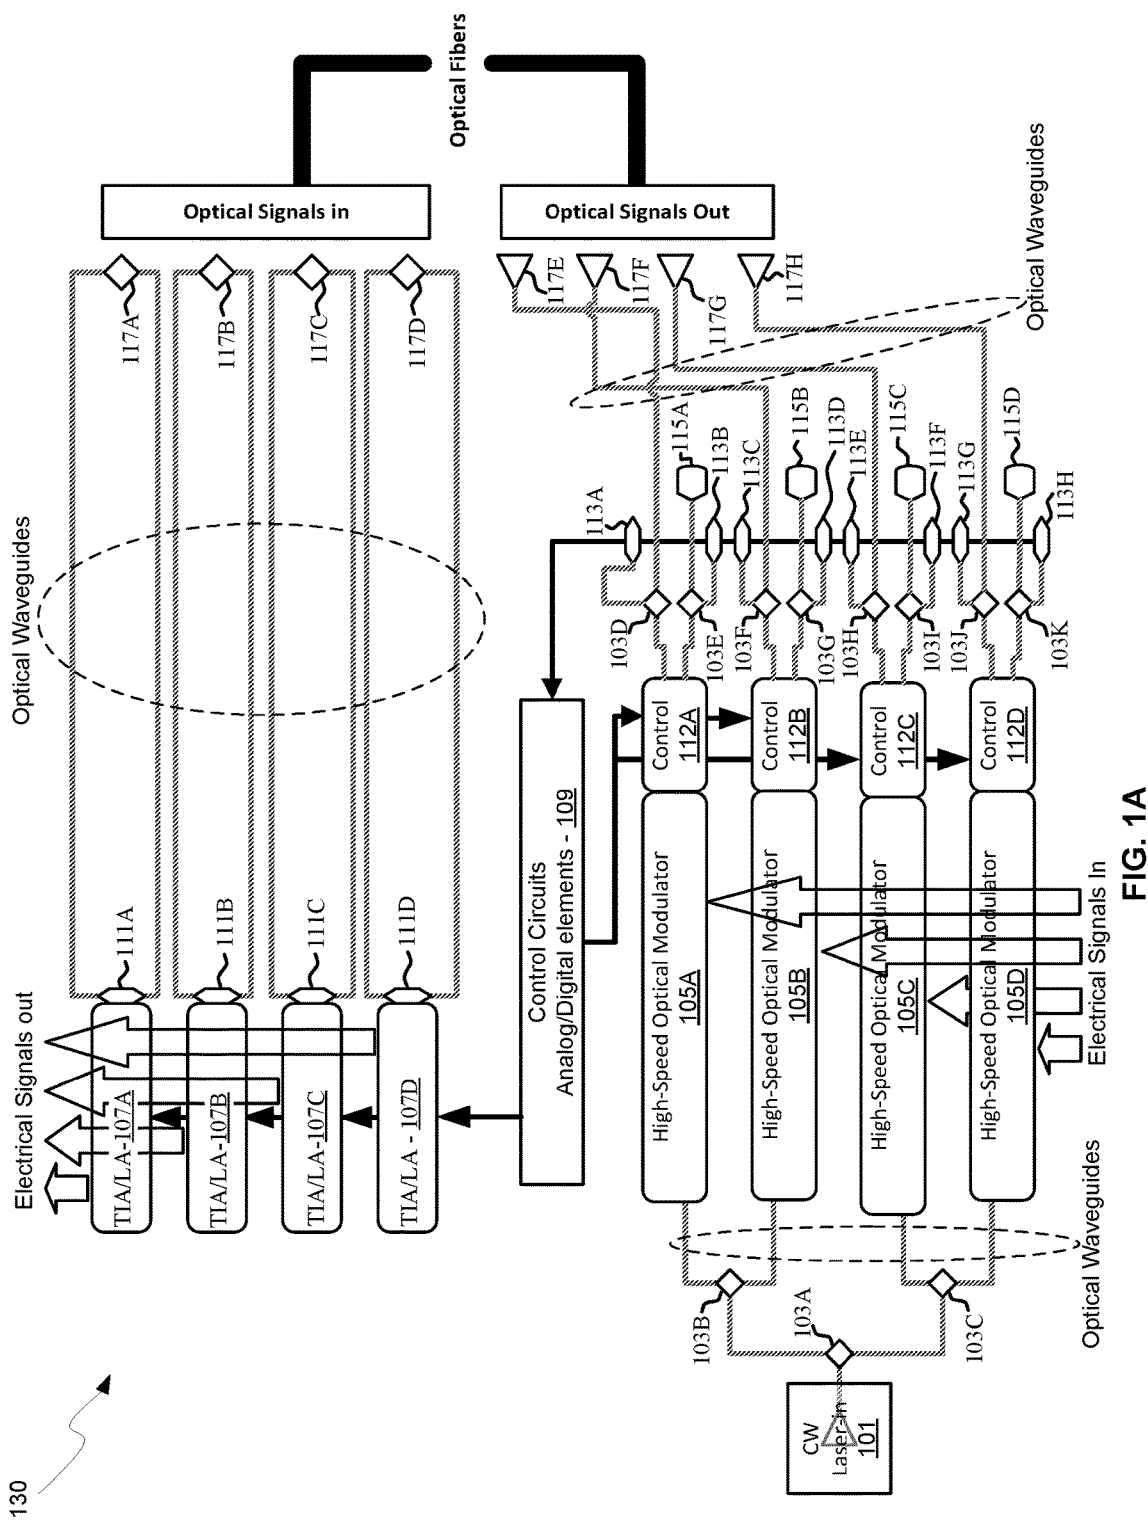 130
Electrical Signals out
TIA/LA-107A
TIA/LA-107B
TIA/LA-107C
TIA/LA - 107D
111A
111B
111C
111D
Optical Waveguides
117A
117B
117C
117D
Optical Signals in
Optical Fibers
Optical Signals Out
117E
117F
117G
117H
Optical Waveguides
Control Circuits
Analog/Digital elements - 109
CW
Laser-in
101
103A
103B
103C
Optical Waveguides
High-Speed Optical Modulator
105A
High-Speed Optical Modulator
105B
High-Speed Optical Modulator
105C
High-Speed Optical Modulator
105D
Electrical Signals In
Control
112A
Control
112B
Control
112C
Control
112D
103D
103E
103F
103G
103H
103I
103J
103K
113A
115A
113B
113C
115B
113D
113E
115C
113F
113G
115D
113H
FIG. 1A